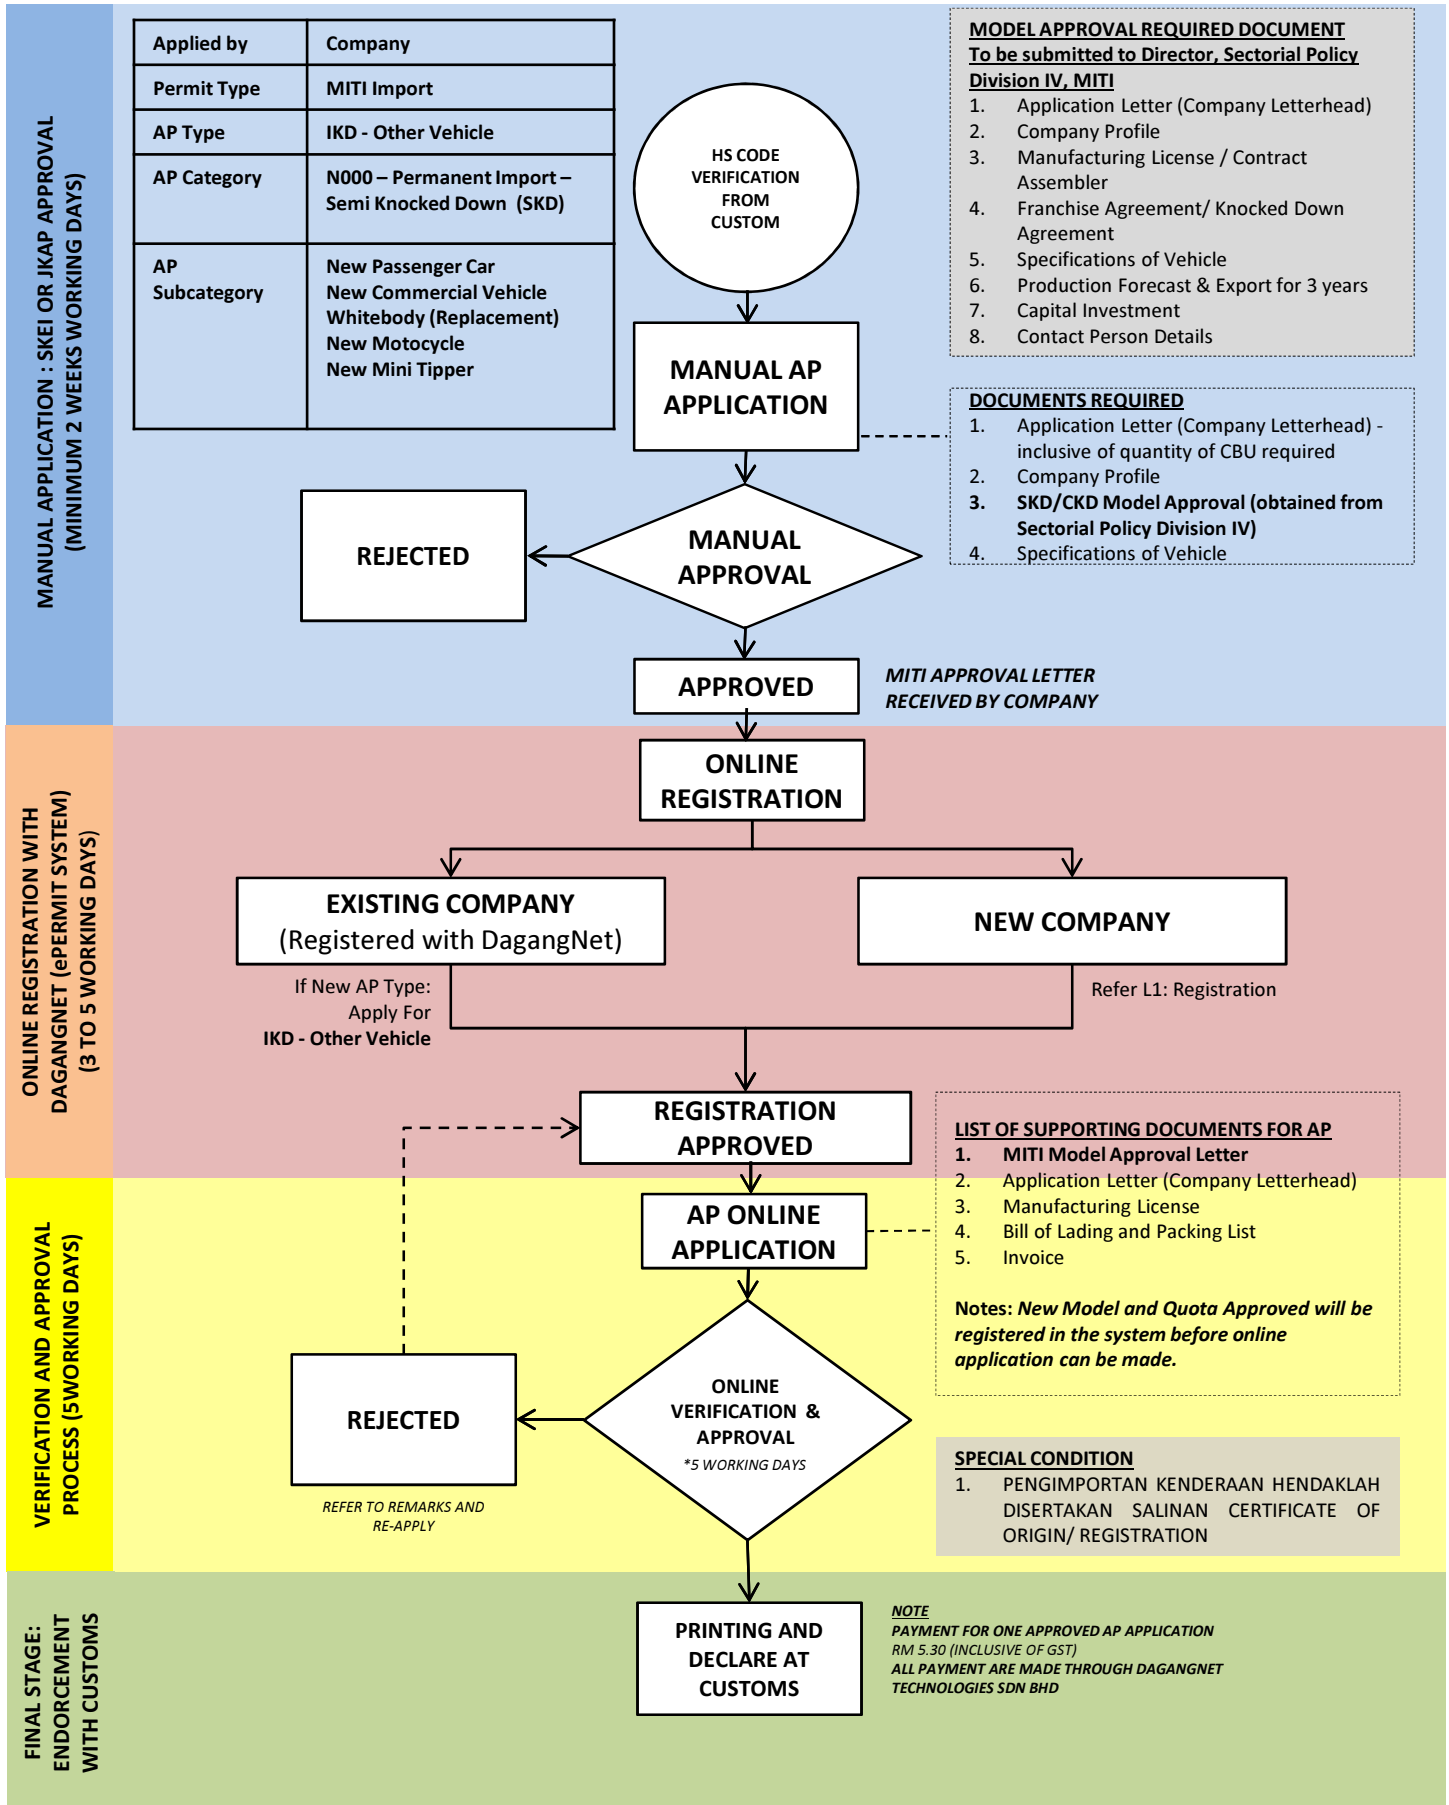 MANUAL APPLICATION : SKEI OR JKAP APPROVAL
(MINIMUM 2 WEEKS WORKING DAYS)
Applied by Company
Permit Type MITI Import
AP Type IKD - Other Vehicle
AP Category N000 – Permanent Import –
Semi Knocked Down (SKD)
AP New Passenger Car
Subcategory New Commercial Vehicle
Whitebody (Replacement)
New Motocycle
New Mini Tipper
HS CODE
VERIFICATION
FROM
CUSTOM
MODEL APPROVAL REQUIRED DOCUMENT
To be submitted to Director, Sectorial Policy
Division IV, MITI
1. Application Letter (Company Letterhead)
2. Company Profile
3. Manufacturing License / Contract
Assembler
4. Franchise Agreement/ Knocked Down
Agreement
5. Specifications of Vehicle
6. Production Forecast & Export for 3 years
7. Capital Investment
8. Contact Person Details
MANUAL AP
APPLICATION
DOCUMENTS REQUIRED
1. Application Letter (Company Letterhead) -
inclusive of quantity of CBU required
2. Company Profile
3. SKD/CKD Model Approval (obtained from
Sectorial Policy Division IV)
4. Specifications of Vehicle
REJECTED
MANUAL
APPROVAL
APPROVED
MITI APPROVAL LETTER
RECEIVED BY COMPANY
ONLINE REGISTRATION WITH
DAGANGNET (ePERMIT SYSTEM)
(3 TO 5 WORKING DAYS)
ONLINE
REGISTRATION
EXISTING COMPANY
(Registered with DagangNet)
NEW COMPANY
If New AP Type:
Apply For
IKD - Other Vehicle
Refer L1: Registration
REGISTRATION
APPROVED
LIST OF SUPPORTING DOCUMENTS FOR AP
1. MITI Model Approval Letter
2. Application Letter (Company Letterhead)
3. Manufacturing License
4. Bill of Lading and Packing List
5. Invoice
Notes: New Model and Quota Approved will be
registered in the system before online
application can be made.
VERIFICATION AND APPROVAL
PROCESS (5WORKING DAYS)
AP ONLINE
APPLICATION
REJECTED
REFER TO REMARKS AND
RE-APPLY
ONLINE
VERIFICATION &
APPROVAL
*5 WORKING DAYS
SPECIAL CONDITION
1. PENGIMPORTAN KENDERAAN HENDAKLAH
DISERTAKAN SALINAN CERTIFICATE OF
ORIGIN/ REGISTRATION
FINAL STAGE:
ENDORCEMENT
WITH CUSTOMS
PRINTING AND
DECLARE AT
CUSTOMS
NOTE
PAYMENT FOR ONE APPROVED AP APPLICATION
RM 5.30 (INCLUSIVE OF GST)
ALL PAYMENT ARE MADE THROUGH DAGANGNET
TECHNOLOGIES SDN BHD